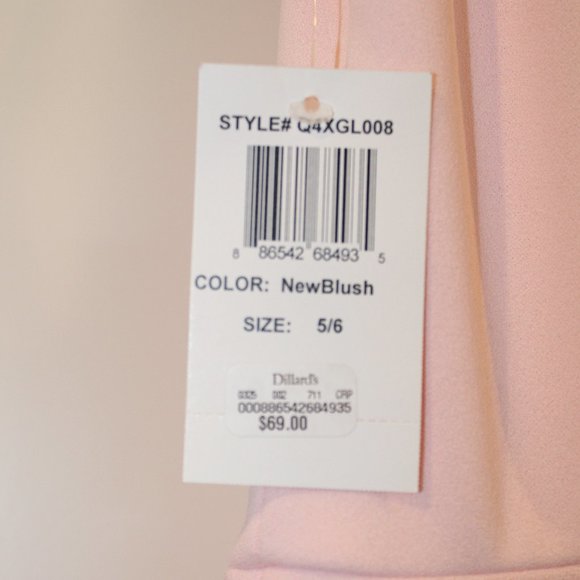 STYLE# Q4XGL008
8 86542 68493 5
COLOR: NewBlush
SIZE: 5/6
Dillard's
0325 002 711 CRP
000886542684935
$69.00